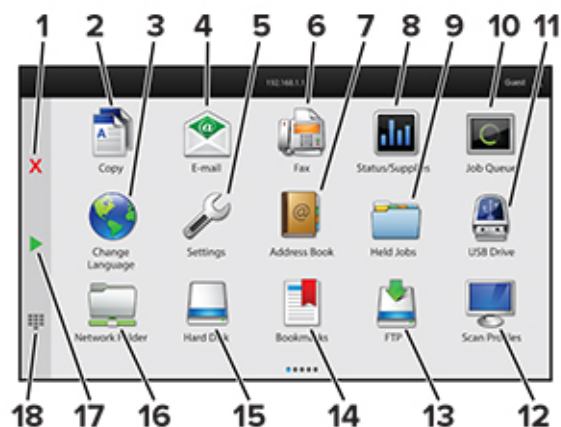 1 2 3 4 5 6 7 8 9 10 11
192.168.1.1
Guest
Copy E-mail Fax Status/Supplies Job Queue
X
Change Language Settings Address Book Held Jobs USB Drive
Network Folder Hard Disk Bookmarks FTP Scan Profiles
18 17 16 15 14 13 12